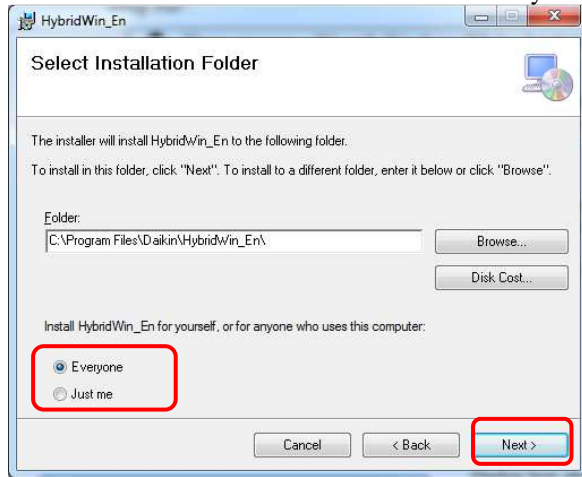 HybridWin_En
Select Installation Folder
The installer will install HybridWin_En to the following folder.
To install in this folder, click "Next". To install to a different folder, enter it below or click "Browse".
Folder:
C:\Program Files\Daikin\HybridWin_En\
Browse...
Disk Cost...
Install HybridWin_En for yourself, or for anyone who uses this computer:
Everyone
Just me
Cancel
< Back
Next >